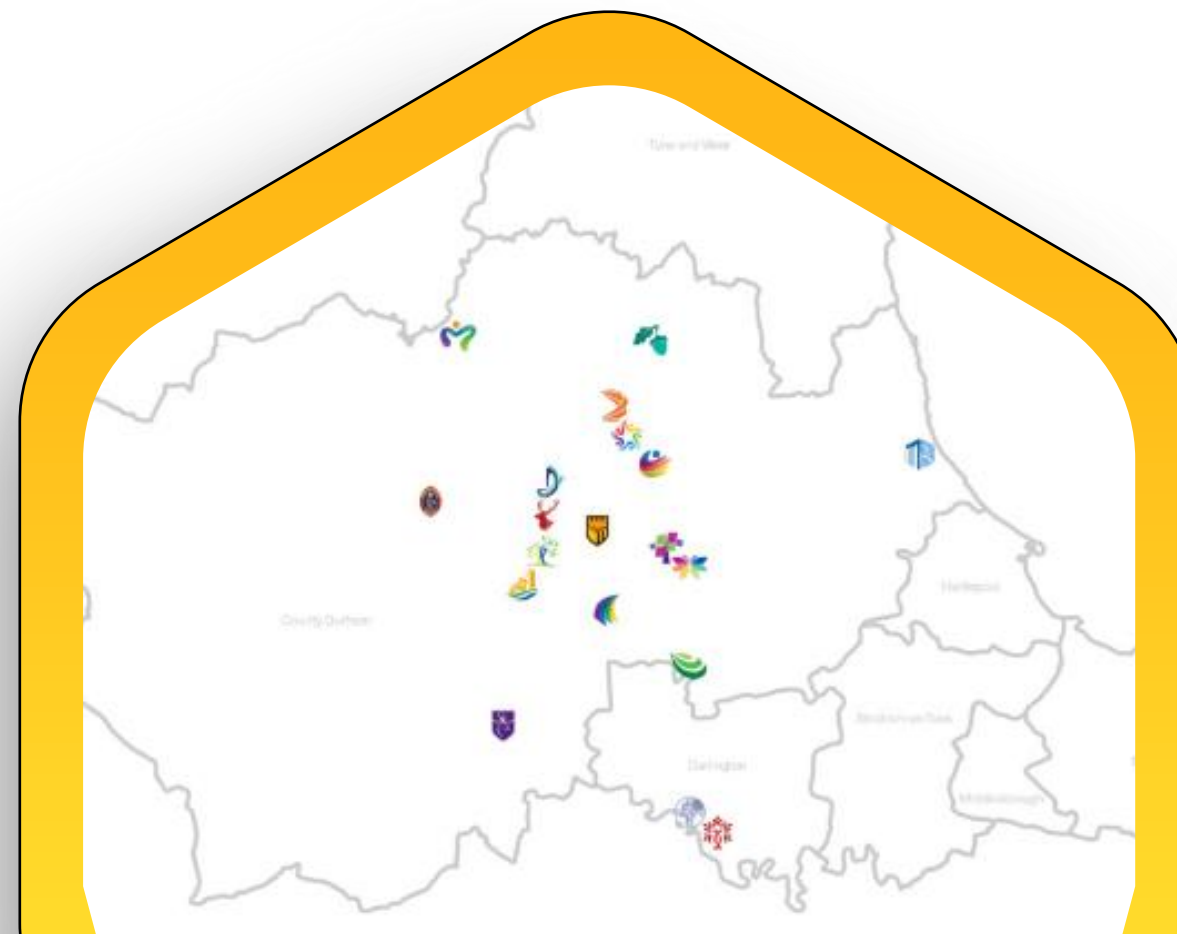 Tyne and Wear
Hartlepool
County Durham
Stockton-on-Tees
Darlington
Middlesbrough